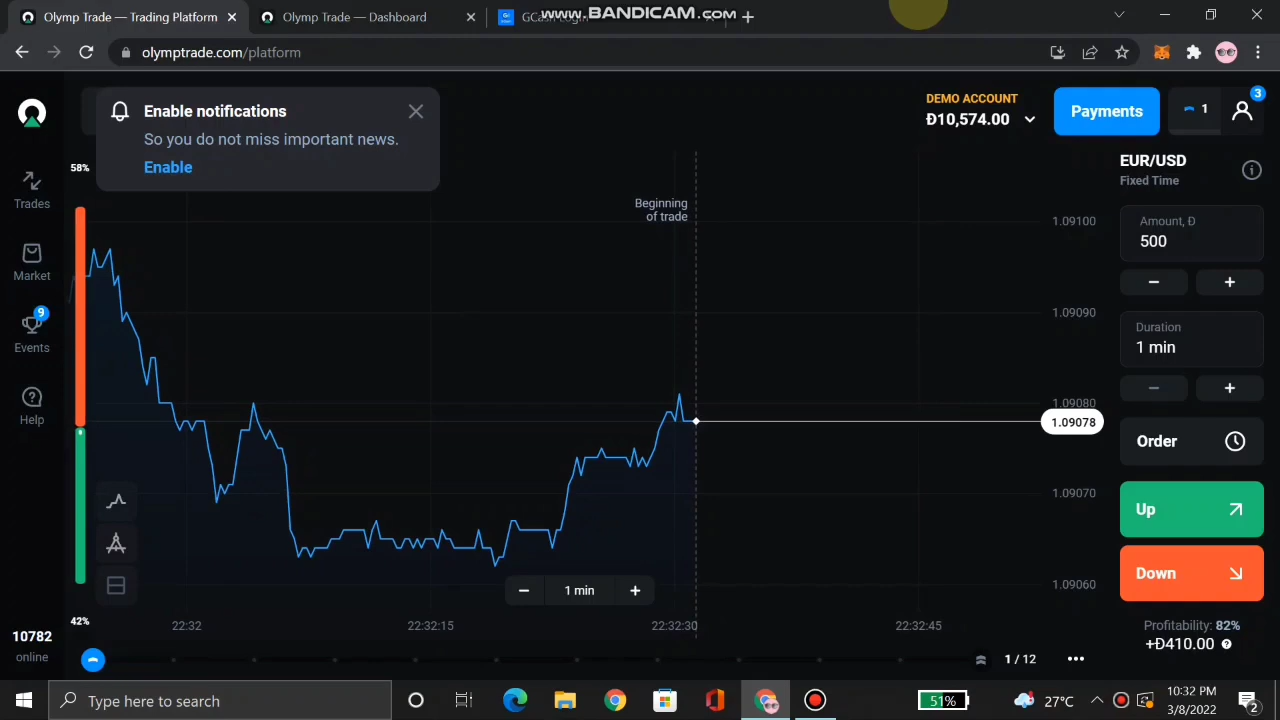 Olymp Trade — Trading Platform
Olymp Trade — Dashboard
GCa
www.BANDICAM.com
olymptrade.com/platform
Enable notifications
So you do not miss important news.
Enable
DEMO ACCOUNT
Đ10,574.00
Payments
1
3
Trades
Market
9
Events
Help
10782
online
58%
42%
Beginning
of trade
1.09100
1.09090
1.09080
1.09078
1.09070
1.09060
1 min
22:32
22:32:15
22:32:30
22:32:45
1 / 12
EUR/USD
Fixed Time
Amount, Đ
500
− +
Duration
1 min
− +
Order
Up
Down
Profitability: 82%
+Đ410.00
Type here to search
51%
27°C
10:32 PM
3/8/2022
2